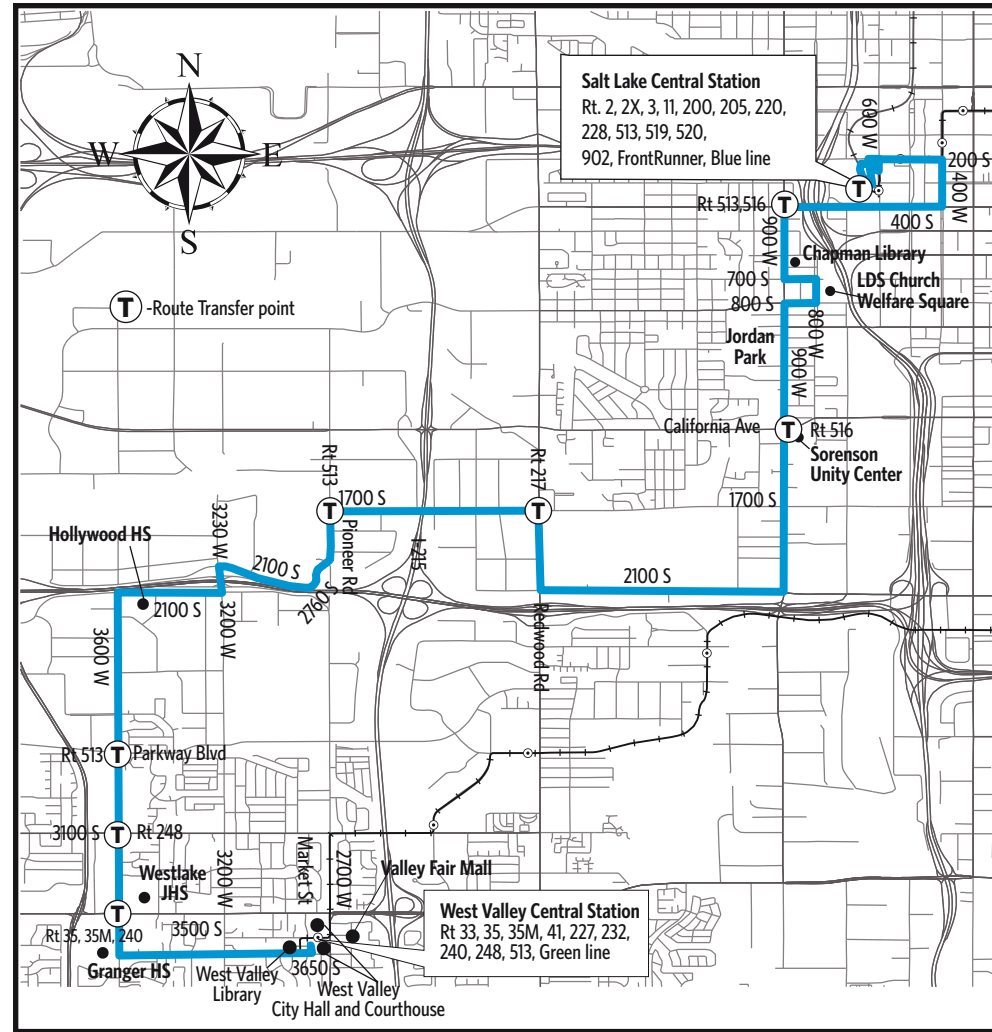 N
W
E
S
Salt Lake Central Station
Rt. 2, 2X, 3, 11, 200, 205, 220,
228, 513, 519, 520,
902, FrontRunner, Blue line
600 W
200 S
T
400 W
Rt 513,516
T
400 S
900 W
Chapman Library
700 S
LDS Church
Welfare Square
800 S
800 W
T
-Route Transfer point
Jordan
Park
900 W
California Ave
T
Rt 516
Sorenson
Unity Center
Rt 513
Rt 217
1700 S
1700 S
T
T
Pioneer Rd
I-215
Hollywood HS
3230 W
2100 S
2760 S
2100 S
2100 S
3200 W
3600 W
Redwood Rd
Rt 513
T
Parkway Blvd
3100 S
T
Rt 248
3200 W
Market St
2700 W
Valley Fair Mall
Westlake
JHS
T
3500 S
Rt 35, 35M, 240
Granger HS
West Valley
Library
3650 S
West Valley
City Hall and Courthouse
West Valley Central Station
Rt 33, 35, 35M, 41, 227, 232,
240, 248, 513, Green line